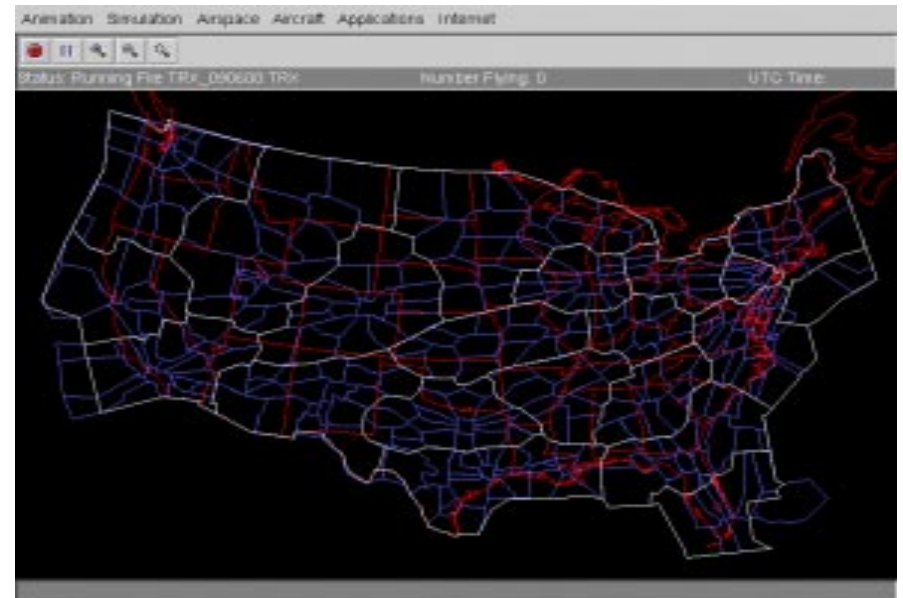 Animation Simulation Airspace Aircraft Applications Internet
Status: Running File TRX_090600.TRX Number Flying: 0 UTC Time: